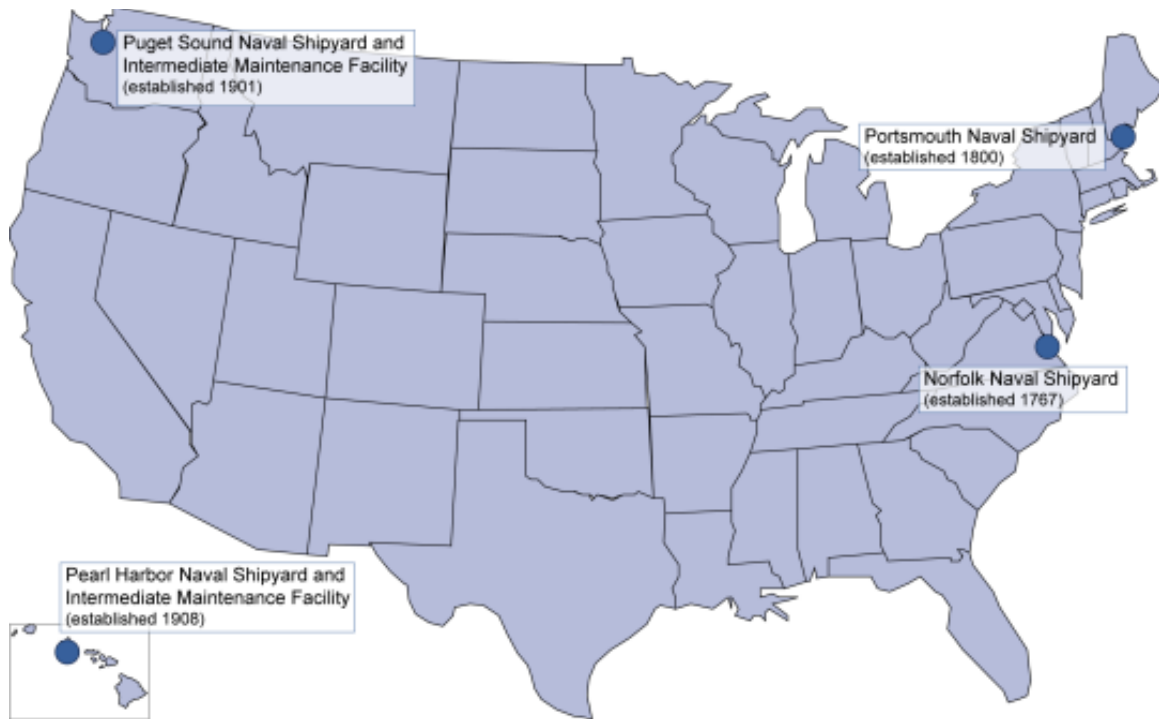 Puget Sound Naval Shipyard and
Intermediate Maintenance Facility
(established 1901)
Portsmouth Naval Shipyard
(established 1800)
Norfolk Naval Shipyard
(established 1767)
Pearl Harbor Naval Shipyard and
Intermediate Maintenance Facility
(established 1908)